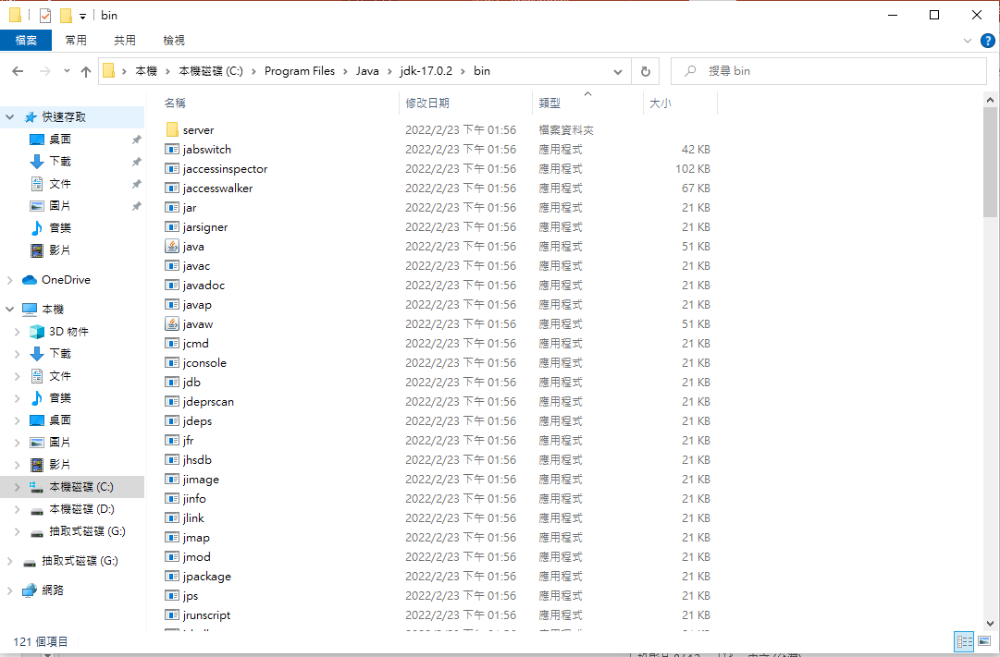 bin
檔案 常用 共用 檢視
本機 本機磁碟 (C:) Program Files Java jdk-17.0.2 bin
搜尋 bin
快速存取
桌面
下載
文件
圖片
音樂
影片
OneDrive
本機
3D 物件
下載
文件
音樂
桌面
圖片
影片
本機磁碟 (C:)
本機磁碟 (D:)
抽取式磁碟 (G:)
抽取式磁碟 (G:)
網路
名稱 修改日期 類型 大小
server 2022/2/23 下午 01:56 檔案資料夾
jabswitch 2022/2/23 下午 01:56 應用程式 42 KB
jaccessinspector 2022/2/23 下午 01:56 應用程式 102 KB
jaccesswalker 2022/2/23 下午 01:56 應用程式 67 KB
jar 2022/2/23 下午 01:56 應用程式 21 KB
jarsigner 2022/2/23 下午 01:56 應用程式 21 KB
java 2022/2/23 下午 01:56 應用程式 51 KB
javac 2022/2/23 下午 01:56 應用程式 21 KB
javadoc 2022/2/23 下午 01:56 應用程式 21 KB
javap 2022/2/23 下午 01:56 應用程式 21 KB
javaw 2022/2/23 下午 01:56 應用程式 51 KB
jcmd 2022/2/23 下午 01:56 應用程式 21 KB
jconsole 2022/2/23 下午 01:56 應用程式 21 KB
jdb 2022/2/23 下午 01:56 應用程式 21 KB
jdeprscan 2022/2/23 下午 01:56 應用程式 21 KB
jdeps 2022/2/23 下午 01:56 應用程式 21 KB
jfr 2022/2/23 下午 01:56 應用程式 21 KB
jhsdb 2022/2/23 下午 01:56 應用程式 21 KB
jimage 2022/2/23 下午 01:56 應用程式 21 KB
jinfo 2022/2/23 下午 01:56 應用程式 21 KB
jlink 2022/2/23 下午 01:56 應用程式 21 KB
jmap 2022/2/23 下午 01:56 應用程式 21 KB
jmod 2022/2/23 下午 01:56 應用程式 21 KB
jpackage 2022/2/23 下午 01:56 應用程式 21 KB
jps 2022/2/23 下午 01:56 應用程式 21 KB
jrunscript 2022/2/23 下午 01:56 應用程式 21 KB
121 個項目